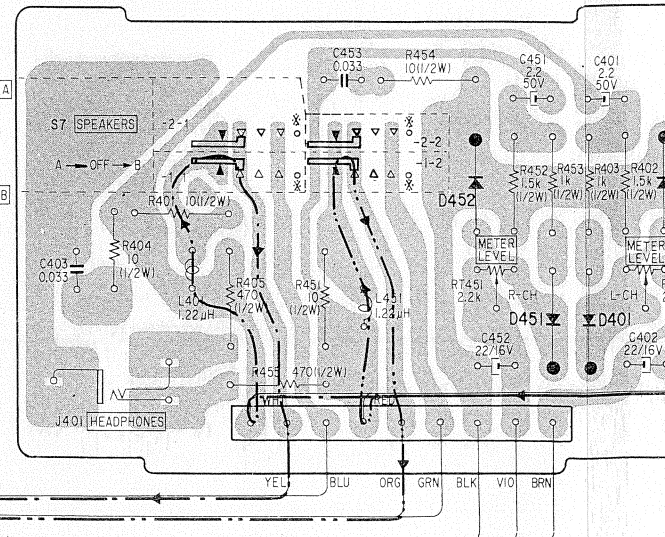 C453
0.033
R454
10(1/2W)
C451
2.2
50V
C401
2.2
50V
A
S7 SPEAKERS
-2-1
-2-2
-1-2
A → OFF → B
-1
B
R452
1.5k
(1/2W)
R453
1k
(1/2W)
R403
1k
(1/2W)
R402
1.5k
(1/2W)
D452
R401 10(1/2W)
R404
10
(1/2W)
C403
0.033
METER
LEVEL
METER
LEVEL
R405
470
(1/2W)
R451
10
(1/2W)
L451
1.22μH
1.22μH
RT451
2.2k
R-CH
L-CH
D451
D401
C452
22/16V
C402
22/16V
R455 470(1/2W)
J401 HEADPHONES
WHT
RED
YEL
BLU
ORG
GRN
BLK
VIO
BRN